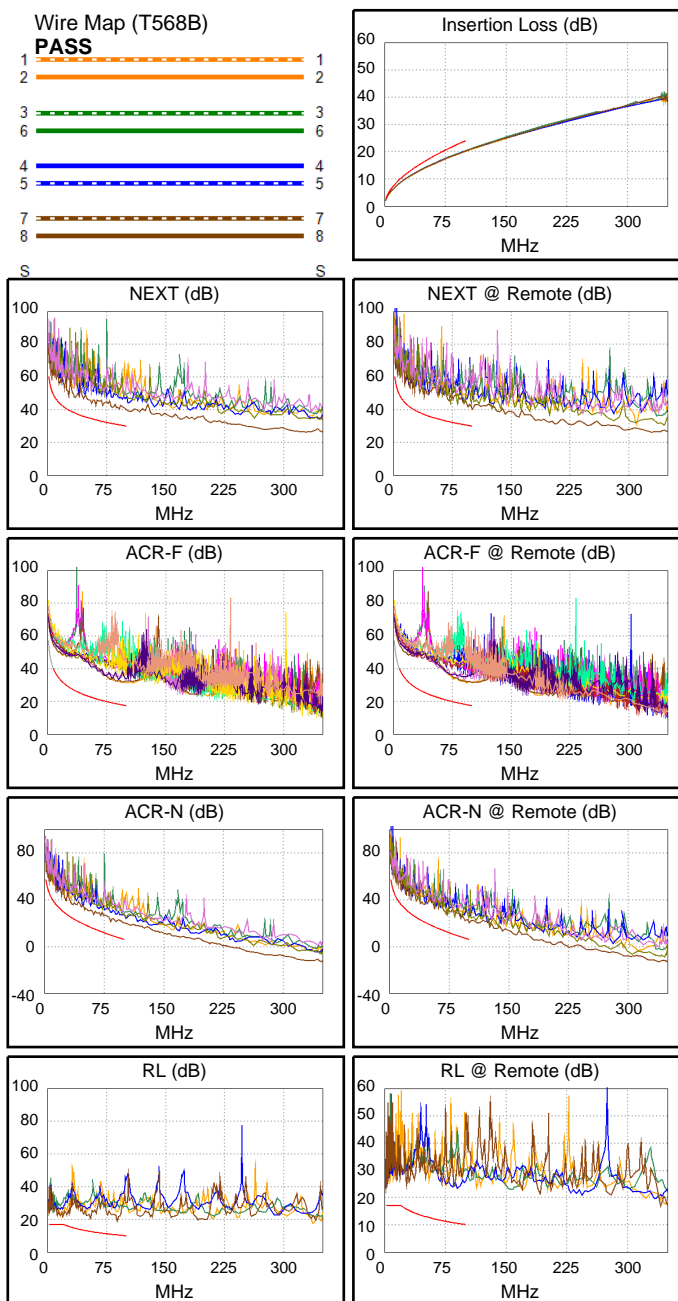 Wire Map (T568B)
PASS
1 1
2 2
3 3
6 6
4 4
5 5
7 7
8 8
S S
Insertion Loss (dB)
60
50
40
30
20
10
0
0 75 150 225 300
MHz
NEXT (dB)
100
80
60
40
20
0
0 75 150 225 300
MHz
NEXT @ Remote (dB)
100
80
60
40
20
0
0 75 150 225 300
MHz
ACR-F (dB)
100
80
60
40
20
0
0 75 150 225 300
MHz
ACR-F @ Remote (dB)
100
80
60
40
20
0
0 75 150 225 300
MHz
ACR-N (dB)
80
40
0
-40
0 75 150 225 300
MHz
ACR-N @ Remote (dB)
80
40
0
-40
0 75 150 225 300
MHz
RL (dB)
100
80
60
40
20
0
0 75 150 225 300
MHz
RL @ Remote (dB)
60
50
40
30
20
10
0
0 75 150 225 300
MHz